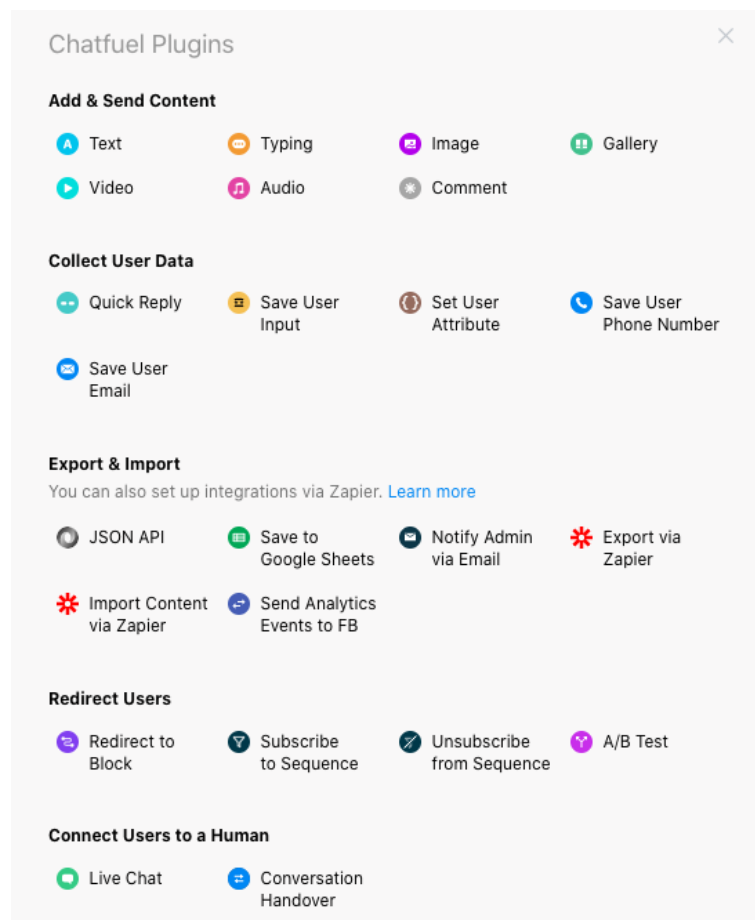 Chatfuel Plugins
Add & Send Content
Text
Typing
Image
Gallery
Video
Audio
Comment
Collect User Data
Quick Reply
Save User
Input
Set User
Attribute
Save User
Phone Number
Save User
Email
Export & Import
You can also set up integrations via Zapier. Learn more
JSON API
Save to
Google Sheets
Notify Admin
via Email
Export via
Zapier
Import Content
via Zapier
Send Analytics
Events to FB
Redirect Users
Redirect to
Block
Subscribe
to Sequence
Unsubscribe
from Sequence
A/B Test
Connect Users to a Human
Live Chat
Conversation
Handover